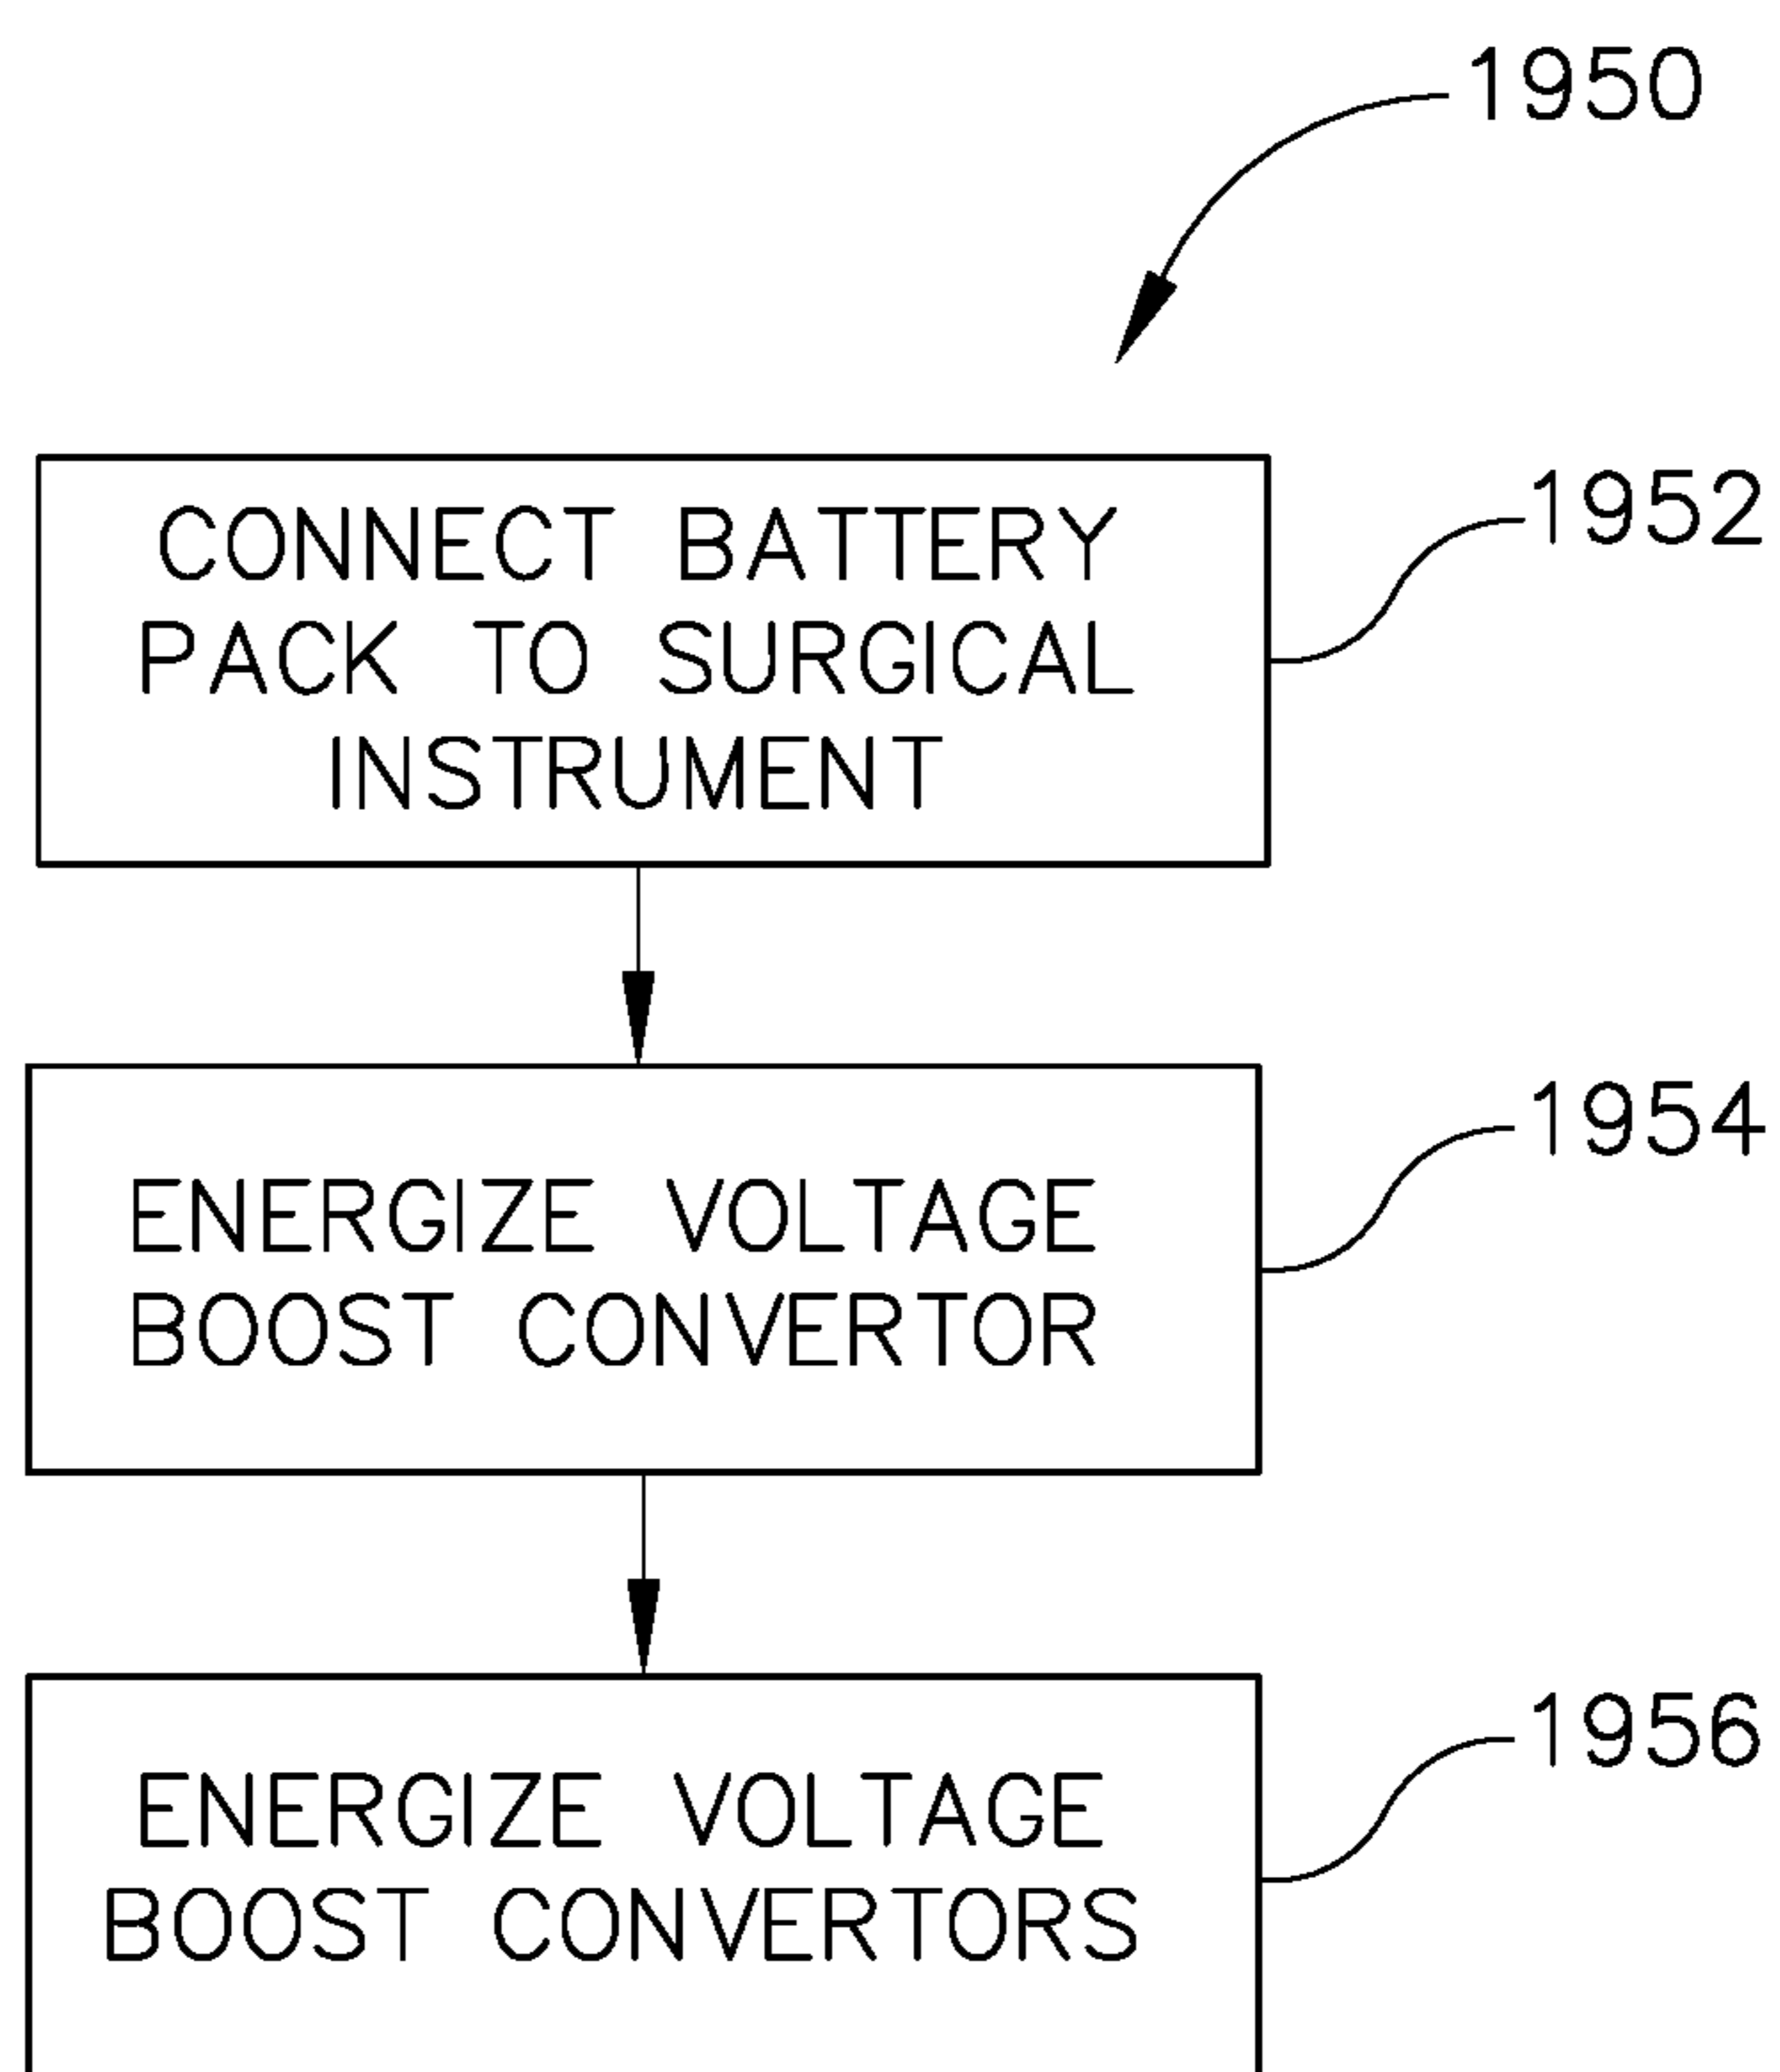 1950
CONNECT BATTERY
PACK TO SURGICAL
INSTRUMENT
1952
ENERGIZE VOLTAGE
BOOST CONVERTOR
1954
ENERGIZE VOLTAGE
BOOST CONVERTORS
1956